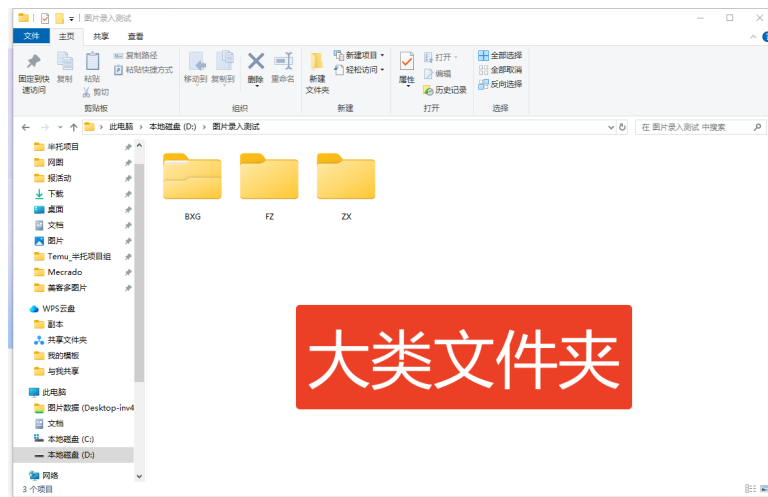 图片录入测试
文件 主页 共享 查看
固定到快速访问 复制 粘贴 复制路径 粘贴快捷方式 剪切 移动到 复制到 删除 重命名 新建文件夹 新建项目 轻松访问 属性 打开 编辑 历史记录 全部选择 全部取消 反向选择
剪贴板 组织 新建 打开 选择
此电脑 > 本地磁盘 (D:) > 图片录入测试 在 图片录入测试 中搜索
半托项目
网图
报活动
下载
桌面
文档
图片
Temu_半托项目组
Mecrado
美客多图片
WPS云盘
副本
共享文件夹
我的模板
与我共享
此电脑
图片数据 (Desktop-inv4
文档
本地磁盘 (C:)
本地磁盘 (D:)
网络
BXG FZ ZX
大类文件夹
3 个项目